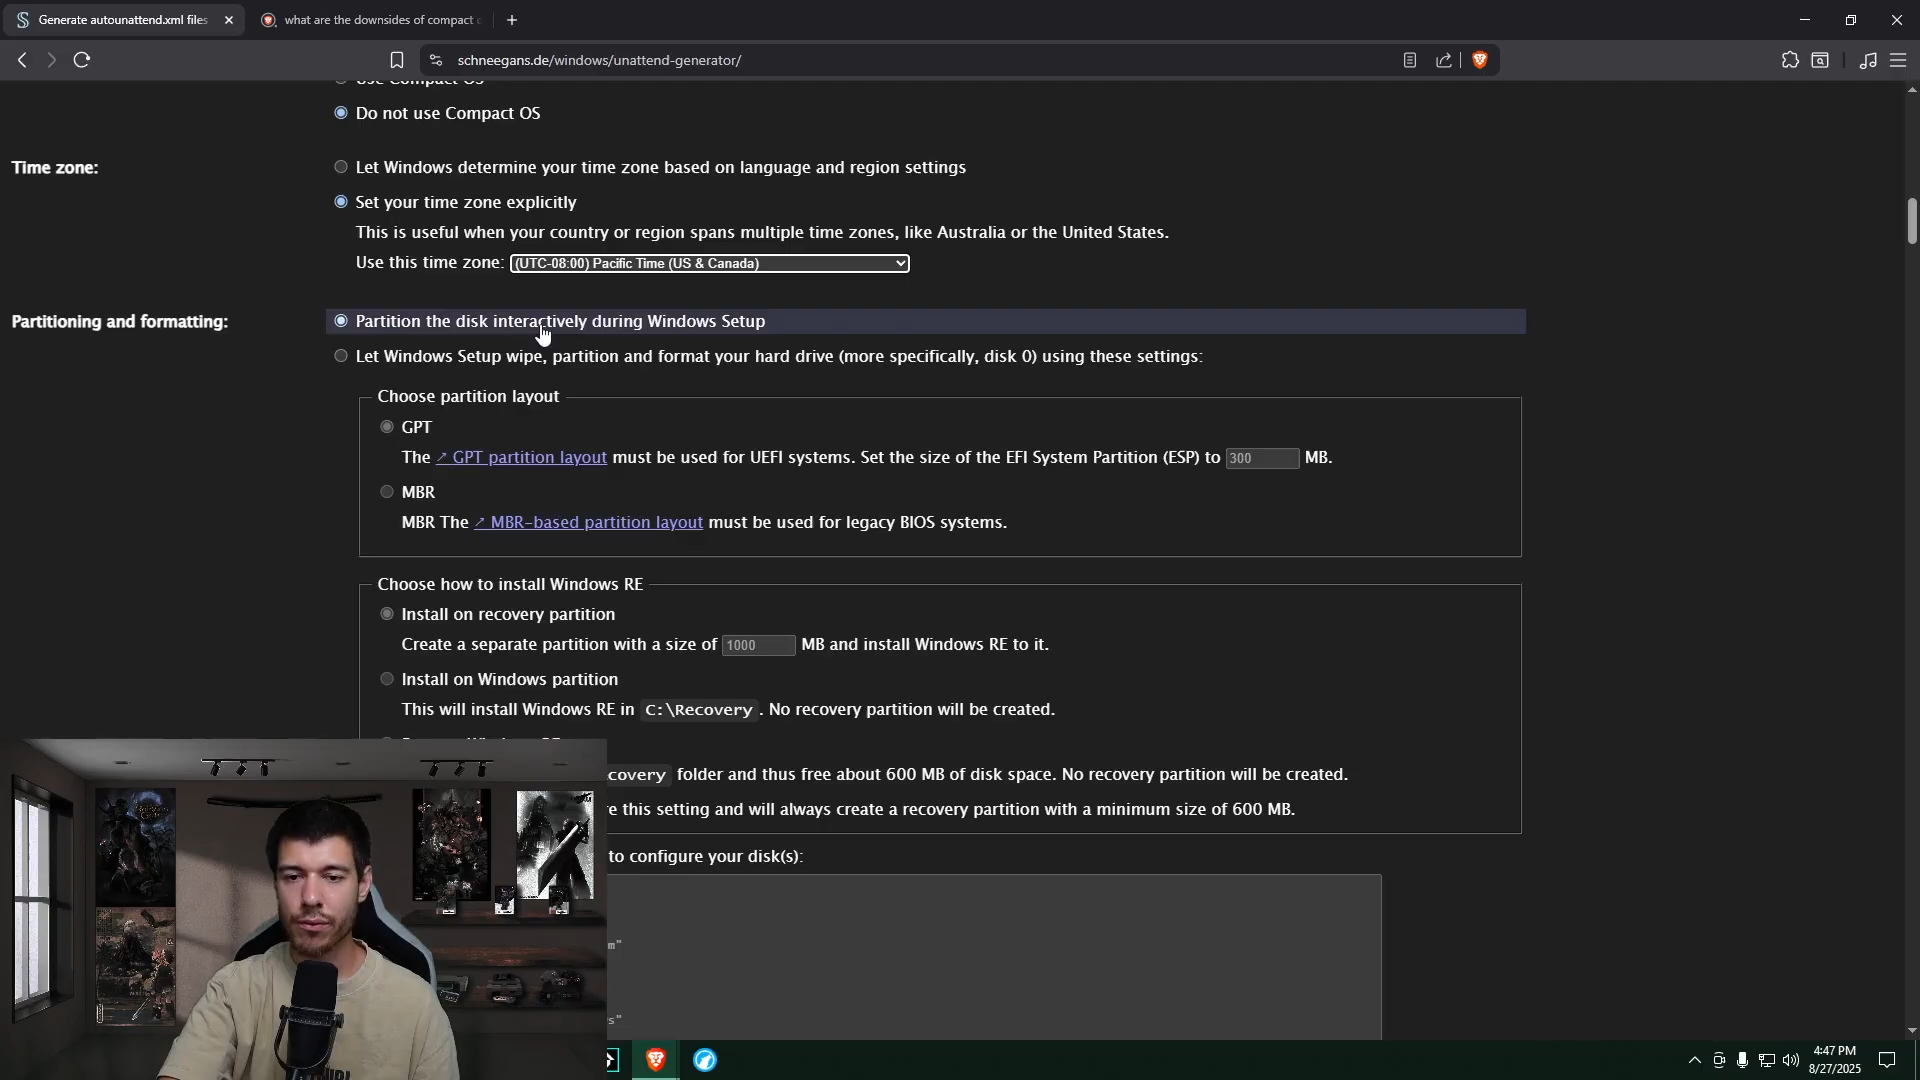 Generate autounattend.xml files
what are the downsides of compact
schneegans.de/windows/unattend-generator/
Use Compact OS
Do not use Compact OS
Time zone:
Let Windows determine your time zone based on language and region settings
Set your time zone explicitly
This is useful when your country or region spans multiple time zones, like Australia or the United States.
Use this time zone: (UTC-08:00) Pacific Time (US & Canada)
Partitioning and formatting:
Partition the disk interactively during Windows Setup
Let Windows Setup wipe, partition and format your hard drive (more specifically, disk 0) using these settings:
Choose partition layout
GPT
The ↗ GPT partition layout must be used for UEFI systems. Set the size of the EFI System Partition (ESP) to 300 MB.
MBR
MBR The ↗ MBR-based partition layout must be used for legacy BIOS systems.
Choose how to install Windows RE
Install on recovery partition
Create a separate partition with a size of 1000 MB and install Windows RE to it.
Install on Windows partition
This will install Windows RE in C:\Recovery . No recovery partition will be created.
covery folder and thus free about 600 MB of disk space. No recovery partition will be created.
this setting and will always create a recovery partition with a minimum size of 600 MB.
to configure your disk(s):
m"
s"
4:47 PM
8/27/2025